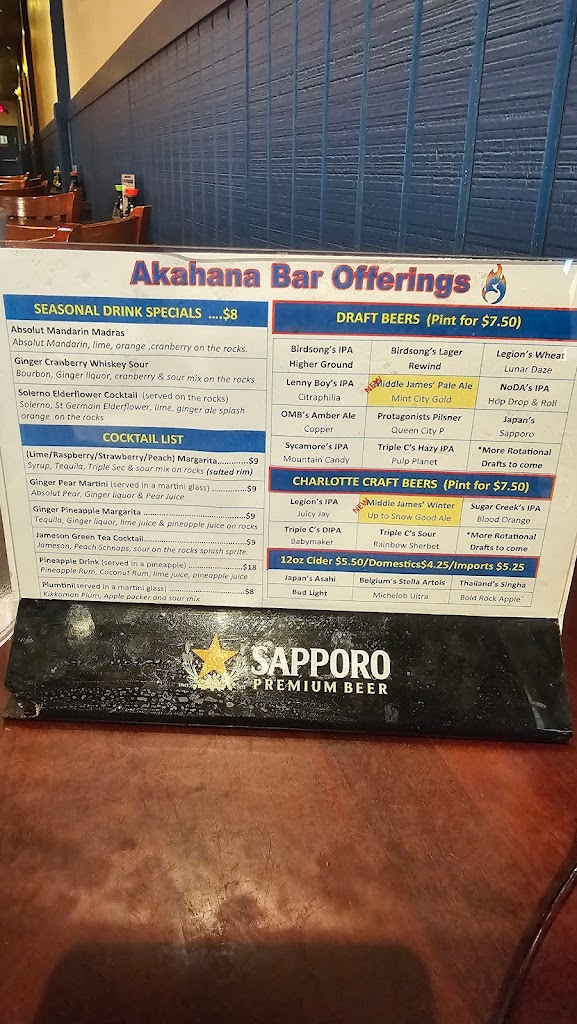 Akahana Bar Offerings
SEASONAL DRINK SPECIALS ....$8
Absolut Mandarin Madras
Absolut Mandarin, lime, orange ,cranberry on the rocks.
Ginger Cranberry Whiskey Sour
Bourbon, Ginger liquor, cranberry & sour mix on the rocks
Solerno Elderflower Cocktail (served on the rocks)
Solerno, St Germain Elderflower, lime, ginger ale splash
orange on the rocks.
COCKTAIL LIST
(Lime/Raspberry/Strawberry/Peach) Margarita.............$9
Syrup, Tequila, Triple Sec & sour mix on rocks (salted rim)
Ginger Pear Martini (served in a martini glass) ............$9
Absolut Pear, Ginger liquor & Pear Juice
Ginger Pineapple Margarita ....................................$9
Tequila, Ginger liquor, lime juice & pineapple juice on rocks
Jameson Green Tea Cocktail....................................$9
Jameson, Peach Schnaps, sour on the rocks splash sprite.
Pineapple Drink (served in a pineapple) ..................$18
Pineapple Rum, Coconut Rum, lime juice, pineapple juice
Plumtini(served in a martini glass)...........................$8
Kikkoman Plum, Apple pucker and sour mix
DRAFT BEERS (Pint for $7.50)
Birdsong's IPA
Higher Ground
Birdsong's Lager
Rewind
Legion's Wheat
Lunar Daze
Lenny Boy's IPA
Citraphilia
NEW
Middle James' Pale Ale
Mint City Gold
NoDA's IPA
Hop Drop & Roll
OMB's Amber Ale
Copper
Protagonists Pilsner
Queen City P
Japan's
Sapporo
Sycamore's IPA
Mountain Candy
Triple C's Hazy IPA
Pulp Planet
*More Rotational
Drafts to come
CHARLOTTE CRAFT BEERS (Pint for $7.50)
Legion's IPA
Juicy Jay
NEW
Middle James' Winter
Up to Snow Good Ale
Sugar Creek's IPA
Blood Orange
Triple C's DIPA
Babymaker
Triple C's Sour
Rainbow Sherbet
*More Rotational
Drafts to come
12oz Cider $5.50/Domestics$4.25/Imports $5.25
Japan's Asahi
Belgium's Stella Artois
Thailand's Singha
Bud Light
Michelob Ultra
Bold Rock Apple
SAPPORO
PREMIUM BEER